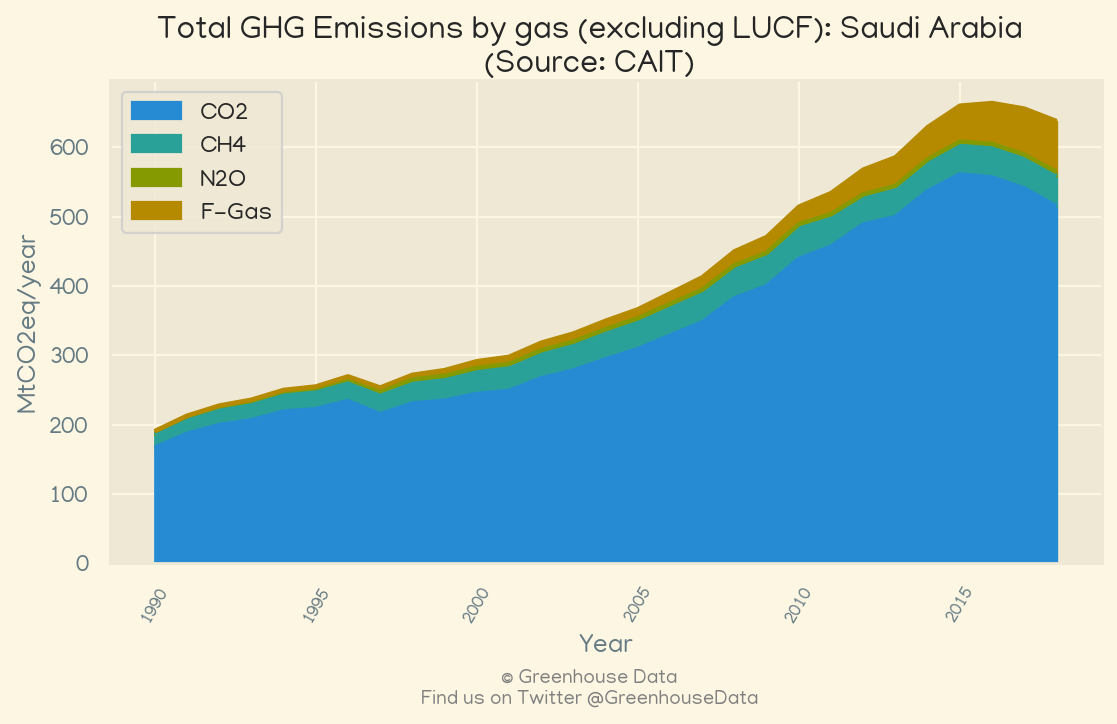 Total GHG Emissions by gas (excluding LUCF): Saudi Arabia
(Source: CAIT)
CO2
CH4
N2O
F-Gas
MtCO2eq/year
600
500
400
300
200
100
0
1990
1995
2000
2005
2010
2015
Year
© Greenhouse Data
Find us on Twitter @GreenhouseData